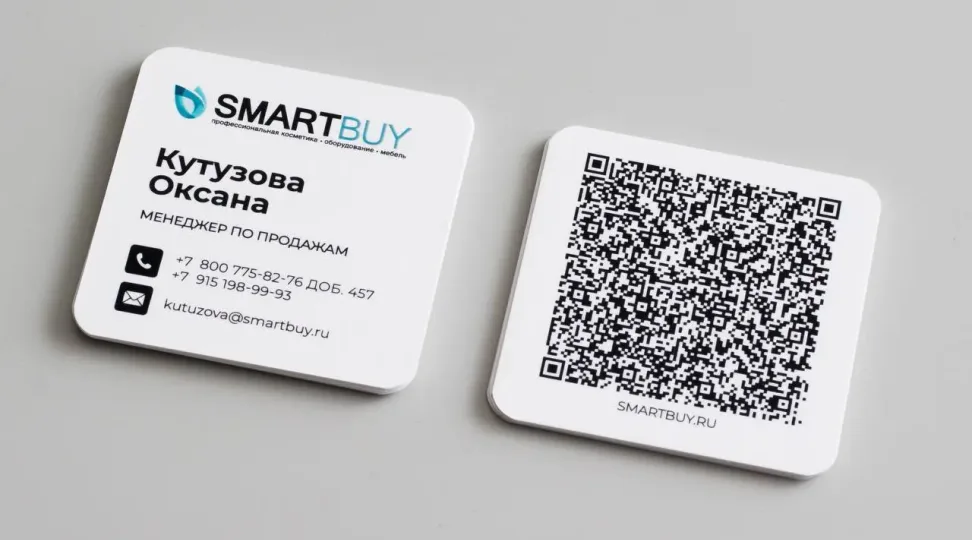 SMARTBUY
профессиональная косметика • оборудование • мебель
Кутузова
Оксана
МЕНЕДЖЕР ПО ПРОДАЖАМ
+7 800 775-82-76 ДОБ. 457
+7 915 198-99-93
kutuzova@smartbuy.ru
SMARTBUY.RU